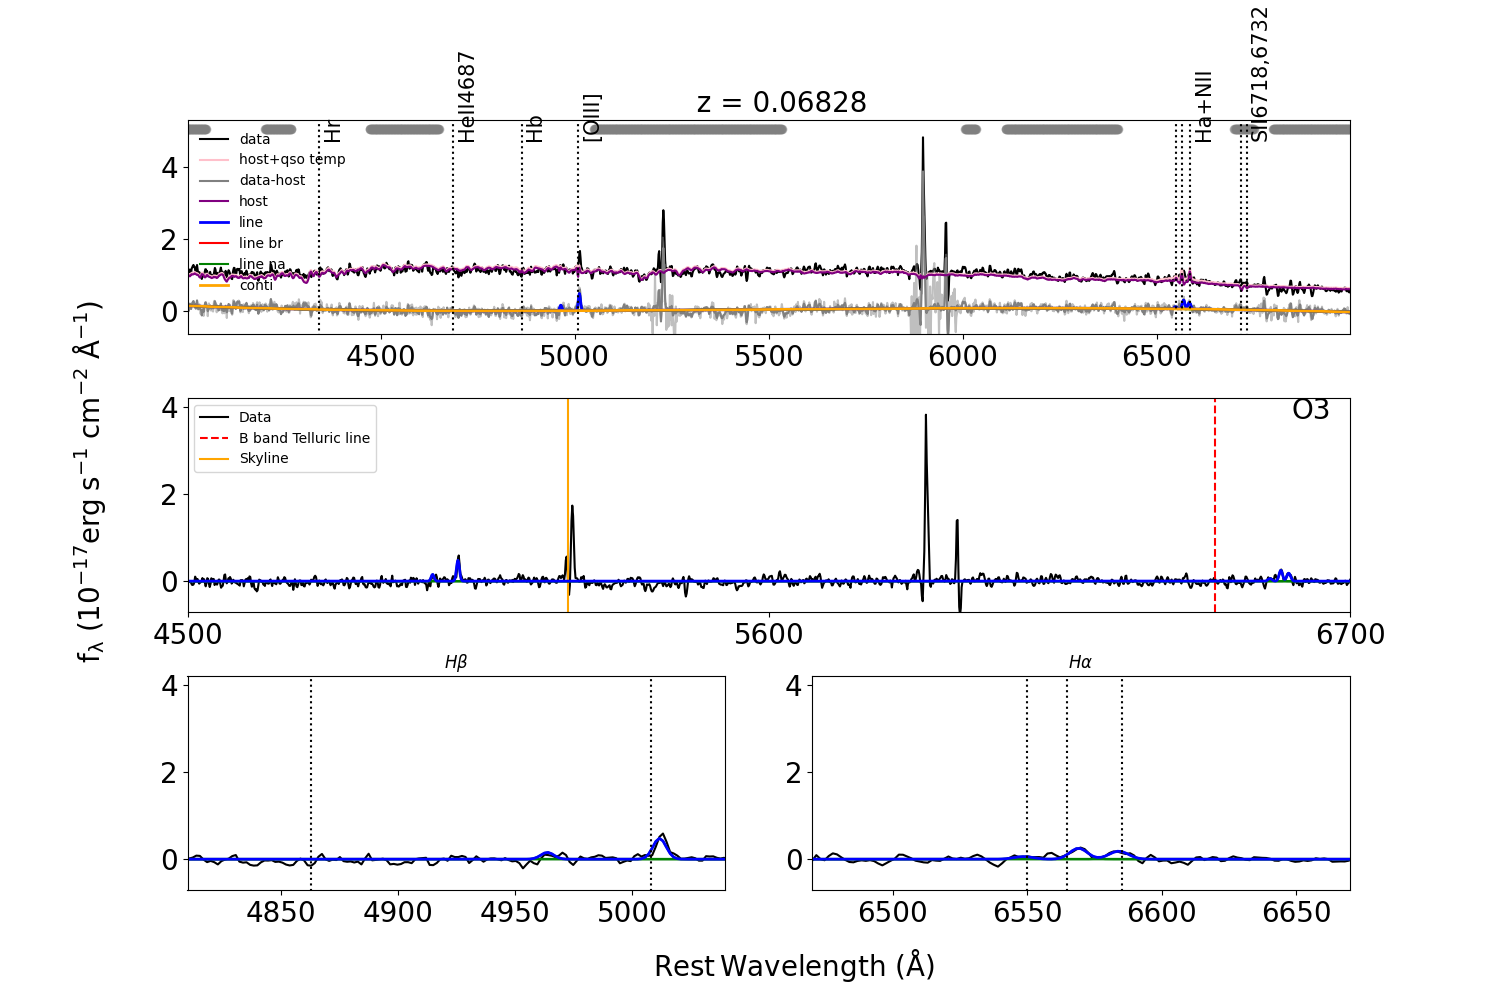 z = 0.06828
Hr
HeII4687
Hb
[OIII]
Ha+NII
SII6718,6732
data
host+qso temp
data-host
host
line
line br
line na
conti
4
2
0
4500
5000
5500
6000
6500
fλ (10⁻¹⁷erg s⁻¹ cm⁻² Å⁻¹)
O3
Data
B band Telluric line
Skyline
4
2
0
4500
5600
6700
Hβ
4
2
0
4850
4900
4950
5000
Hα
4
2
0
6500
6550
6600
6650
Rest Wavelength (Å)